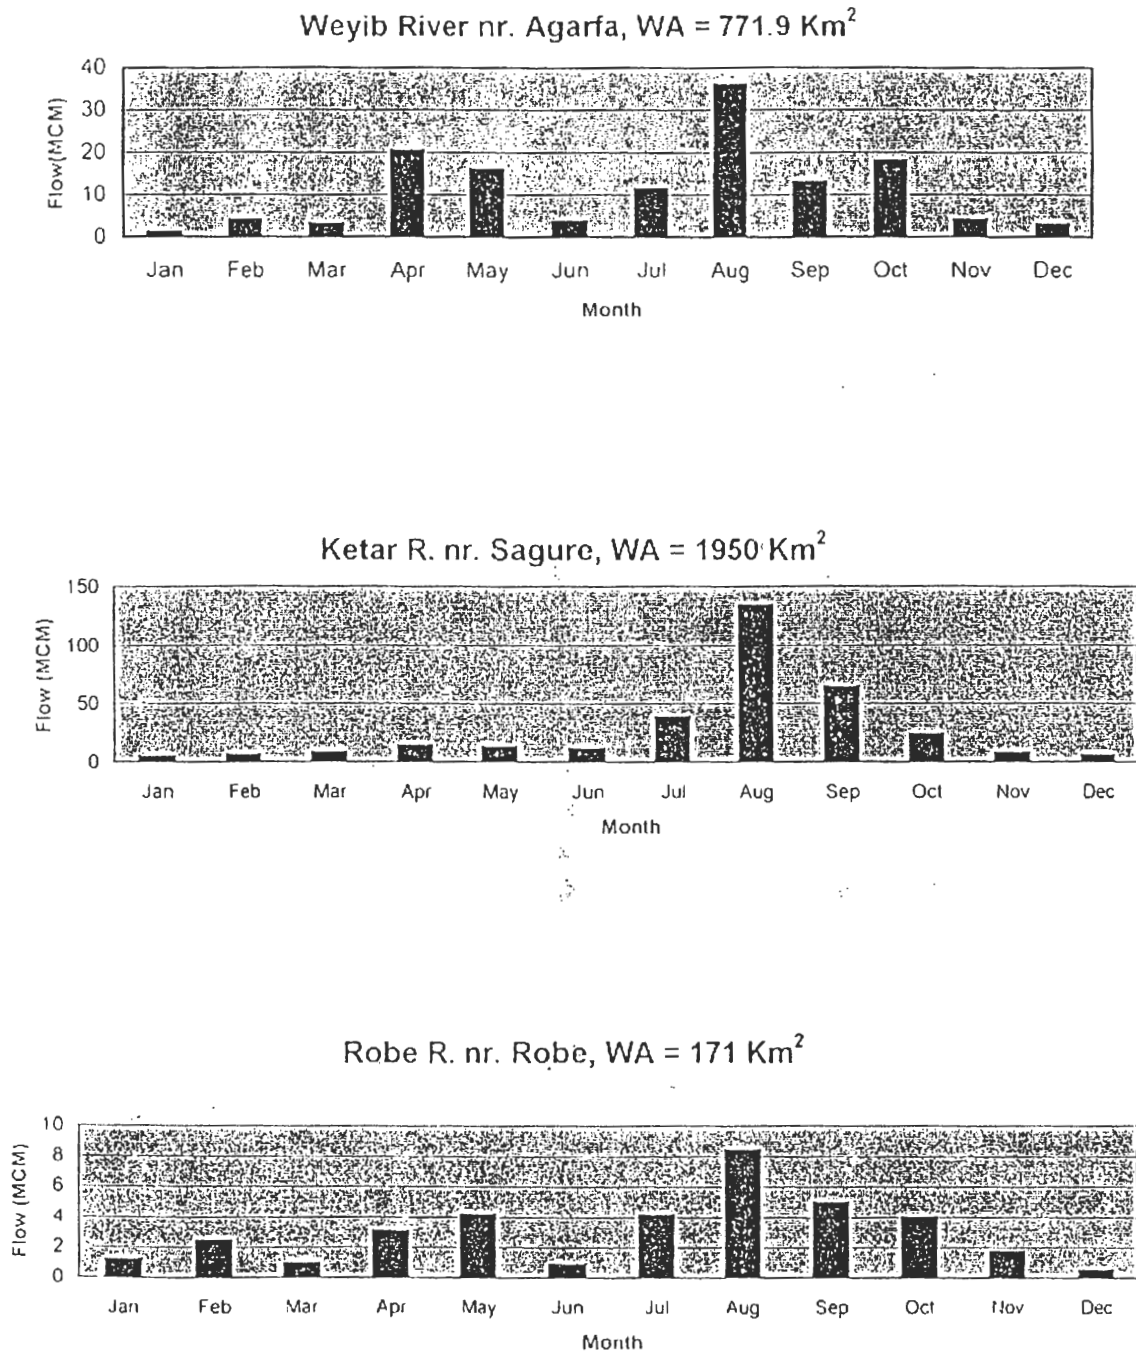 Weyib River nr. Agarfa, WA = 771.9 Km²
40
30
20
10
0
Flow(MCM)
Jan Feb Mar Apr May Jun Jul Aug Sep Oct Nov Dec
Month
Ketar R. nr. Sagure, WA = 1950 Km²
150
100
50
0
Flow (MCM)
Jan Feb Mar Apr May Jun Jul Aug Sep Oct Nov Dec
Month
Robe R. nr. Robe, WA = 171 Km²
10
8
6
4
2
0
Flow (MCM)
Jan Feb Mar Apr May Jun Jul Aug Sep Oct Nov Dec
Month